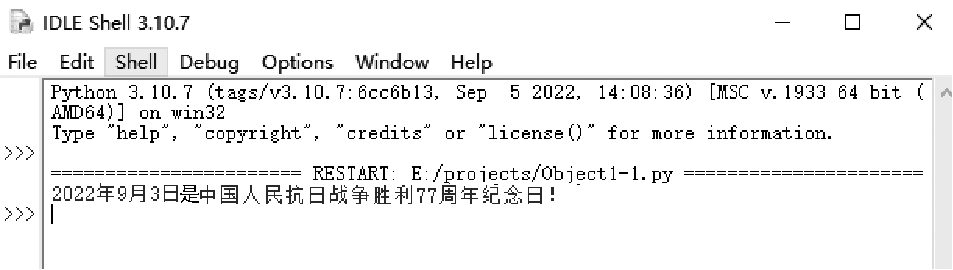 IDLE Shell 3.10.7
File Edit Shell Debug Options Window Help
Python 3.10.7 (tags/v3.10.7:6cc6b13, Sep  5 2022, 14:08:36) [MSC v.1933 64 bit (
AMD64)] on win32
Type "help", "copyright", "credits" or "license()" for more information.
>>>
====================== RESTART: E:/projects/Object1-1.py ======================
2022年9月3日是中国人民抗日战争胜利77周年纪念日!
>>>